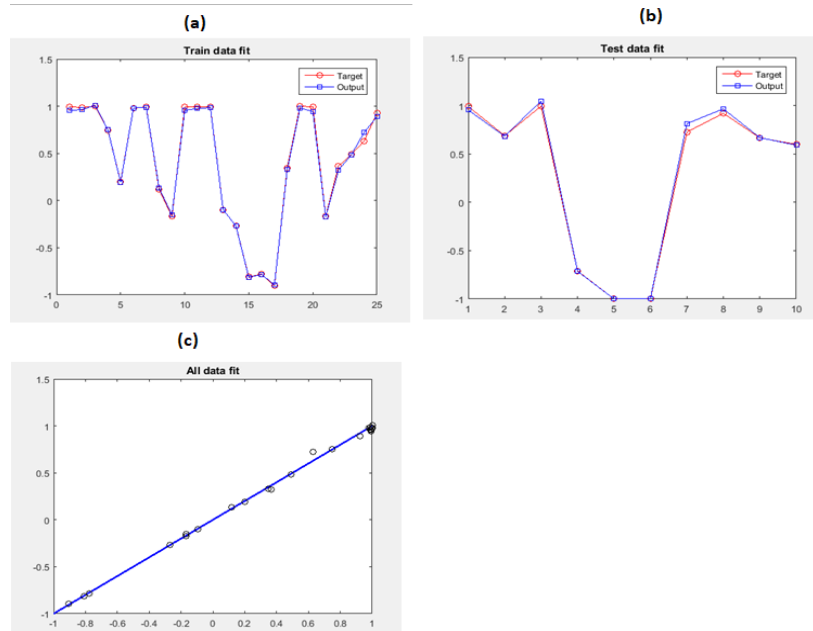 (a)
Train data fit
Target
Output
1.5
1
0.5
0
-0.5
-1
0 5 10 15 20 25
(b)
Test data fit
Target
Output
1.5
1
0.5
0
-0.5
-1
1 2 3 4 5 6 7 8 9 10
(c)
All data fit
1.5
1
0.5
0
-0.5
-1
-1 -0.8 -0.6 -0.4 -0.2 0 0.2 0.4 0.6 0.8 1